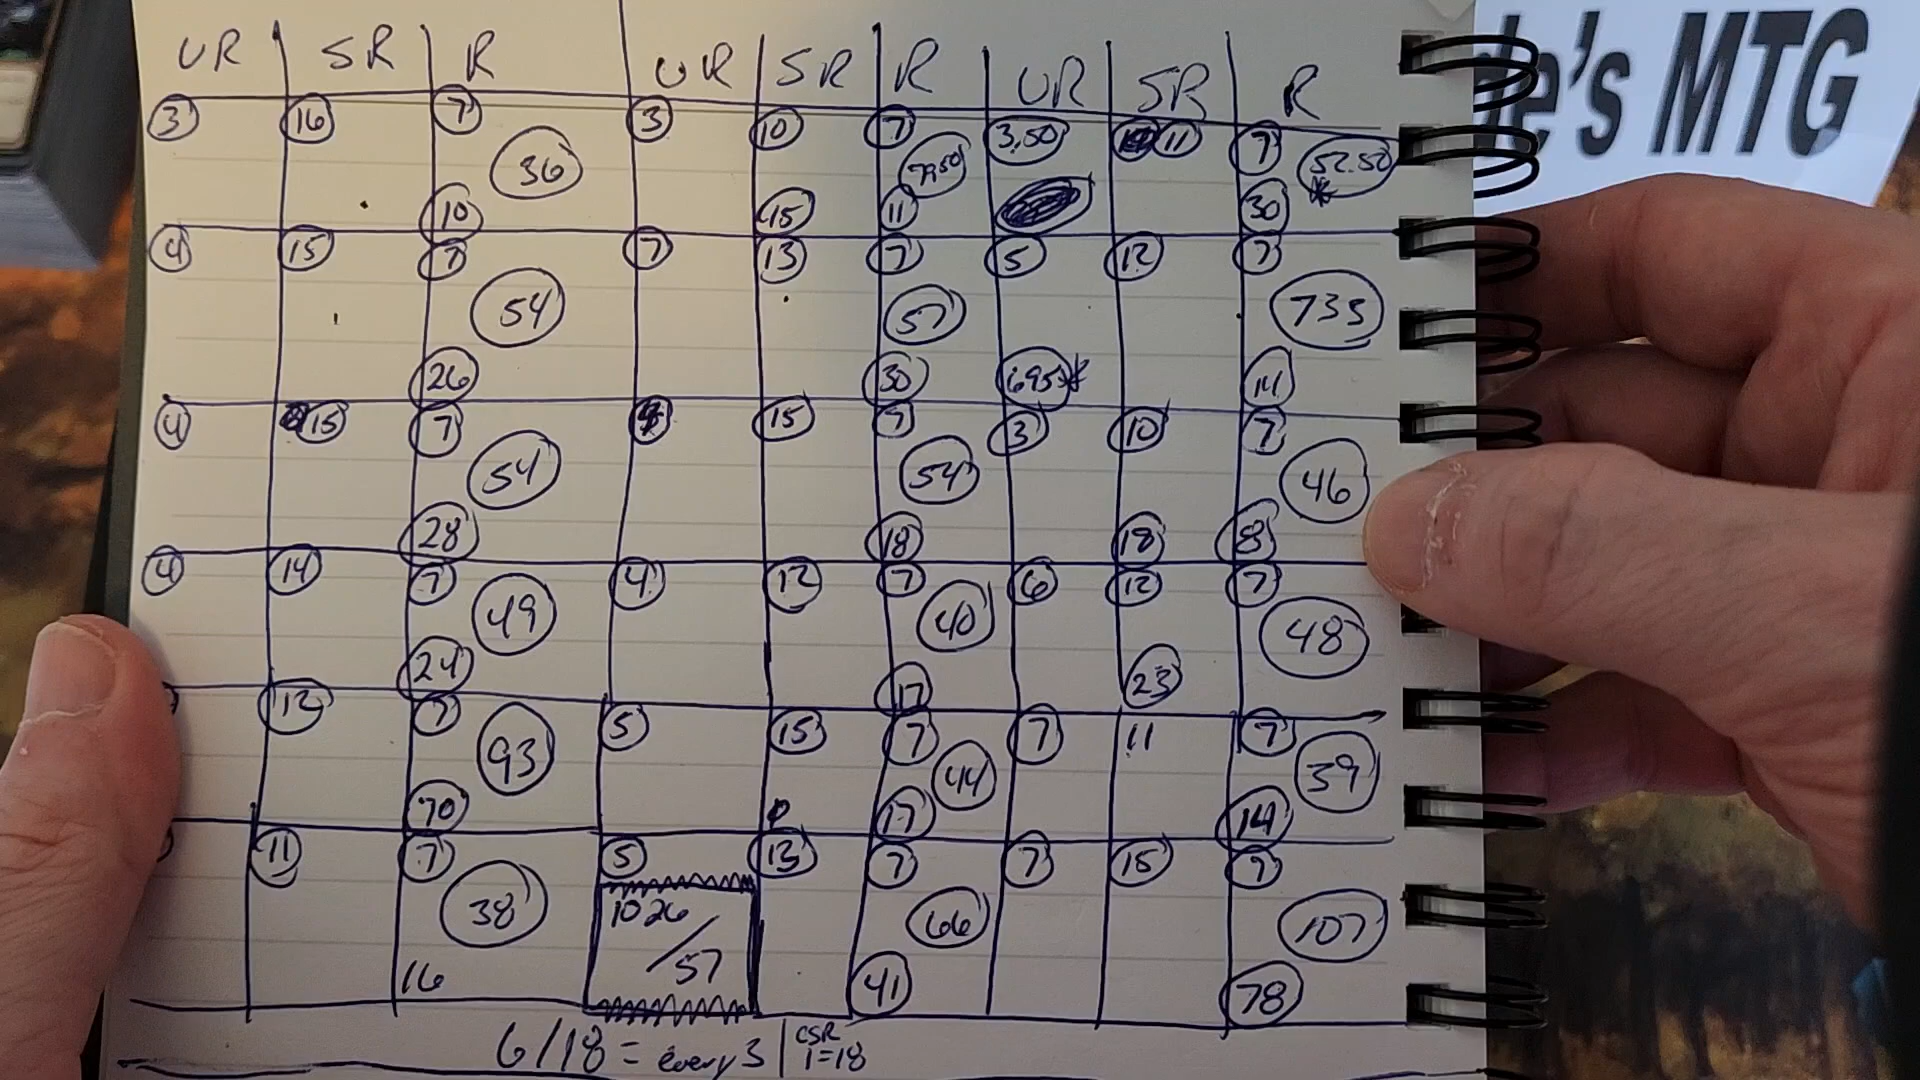 UR SR R UR SR R UR SR R
de's MTG
3 16 7 3 10 7 3.50 11 7
36 52.50 *
10 15 11 30
4 15 7 7 13 7 5 12 7
54 57 733
26 30 695 * 14
4 15 7 15 7 3 10 7
54 54 46
28 18 18 8
4 14 7 4 12 7 6 12 7
49 40 48
24 17 23
12 7 5 15 7 7 11 7
93 44 39
70 17 14
11 7 5 13 7 7 15 7
38 1026/57 66 107
16 41 78
6/18 = every 3 | CSR 1=18